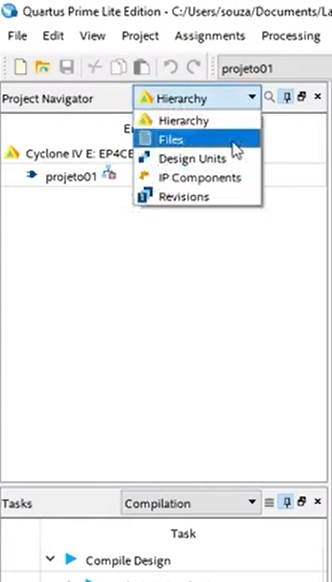 Quartus Prime Lite Edition - C:/Users/souza/Documents/La
File Edit View Project Assignments Processing
projeto01
Project Navigator Hierarchy
Hierarchy
Files
Cyclone IV E: EP4CE
Design Units
projeto01
IP Components
Revisions
Tasks Compilation
Task
Compile Design